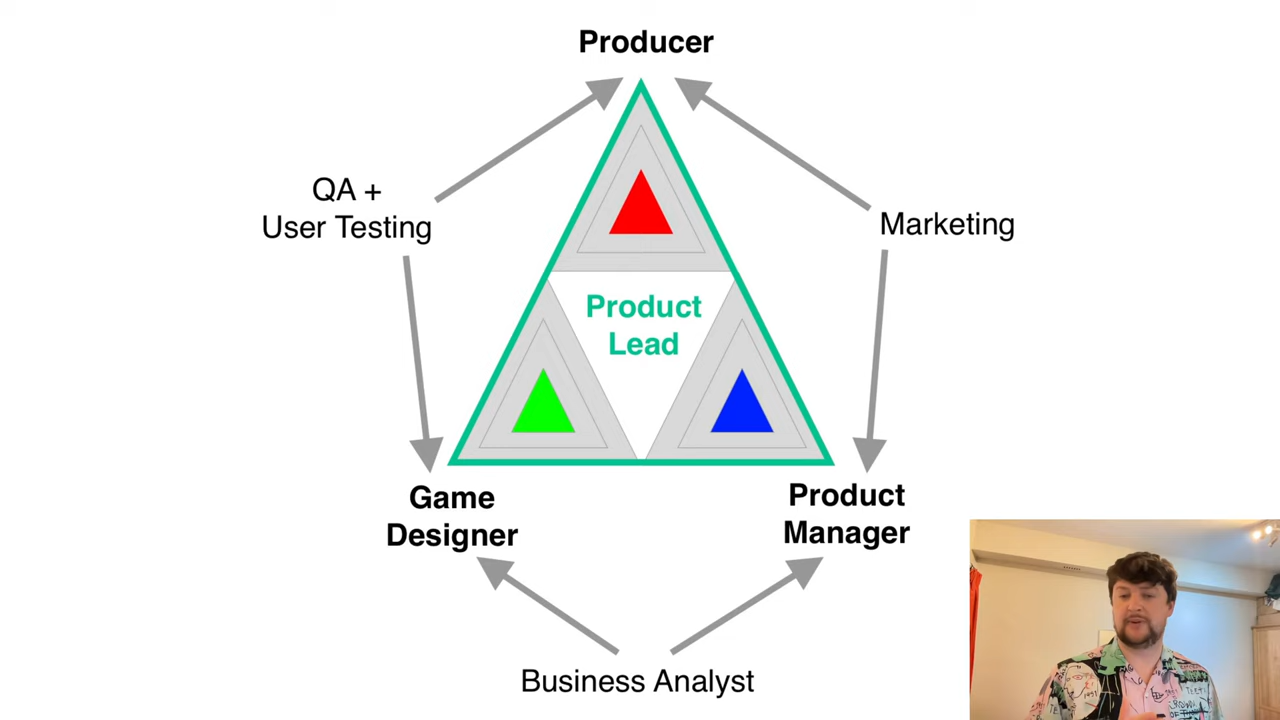 Producer
QA +
User Testing
Marketing
Product
Lead
Game
Designer
Product
Manager
Business Analyst